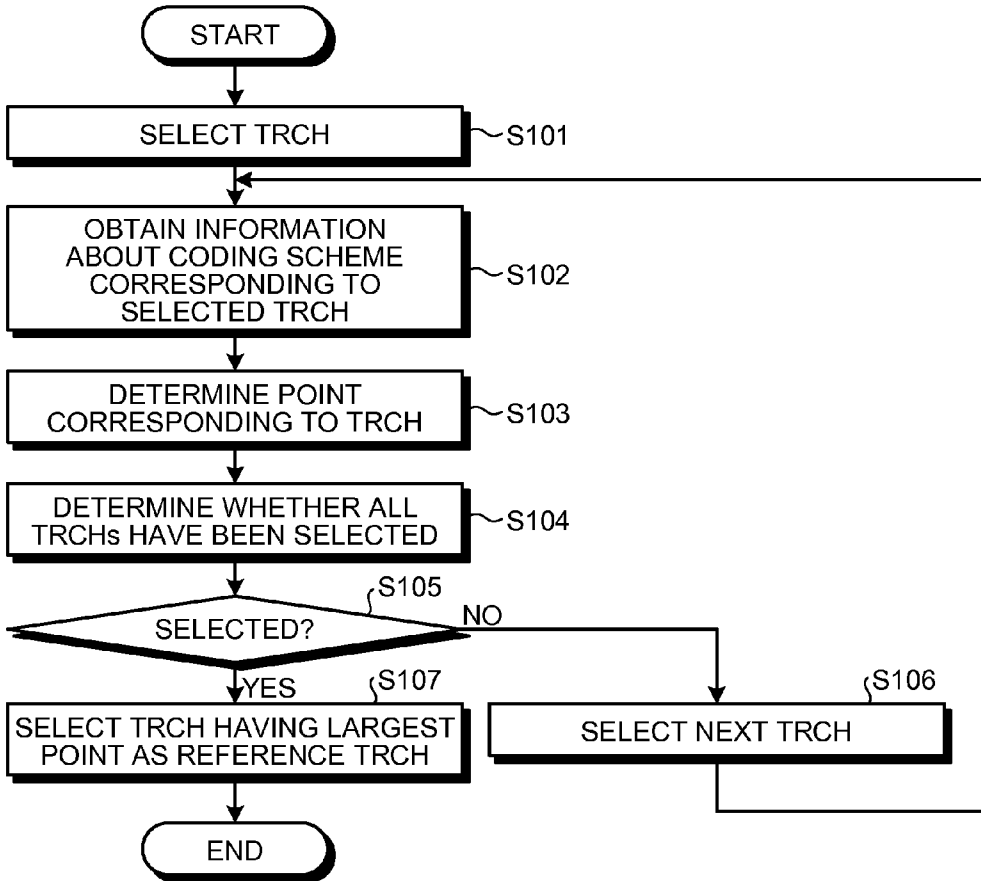 START
SELECT TRCH
S101
OBTAIN INFORMATION
ABOUT CODING SCHEME
CORRESPONDING TO
SELECTED TRCH
S102
DETERMINE POINT
CORRESPONDING TO TRCH
S103
DETERMINE WHETHER ALL
TRCHs HAVE BEEN SELECTED
S104
S105
SELECTED?
NO
YES
S107
SELECT TRCH HAVING LARGEST
POINT AS REFERENCE TRCH
S106
SELECT NEXT TRCH
END